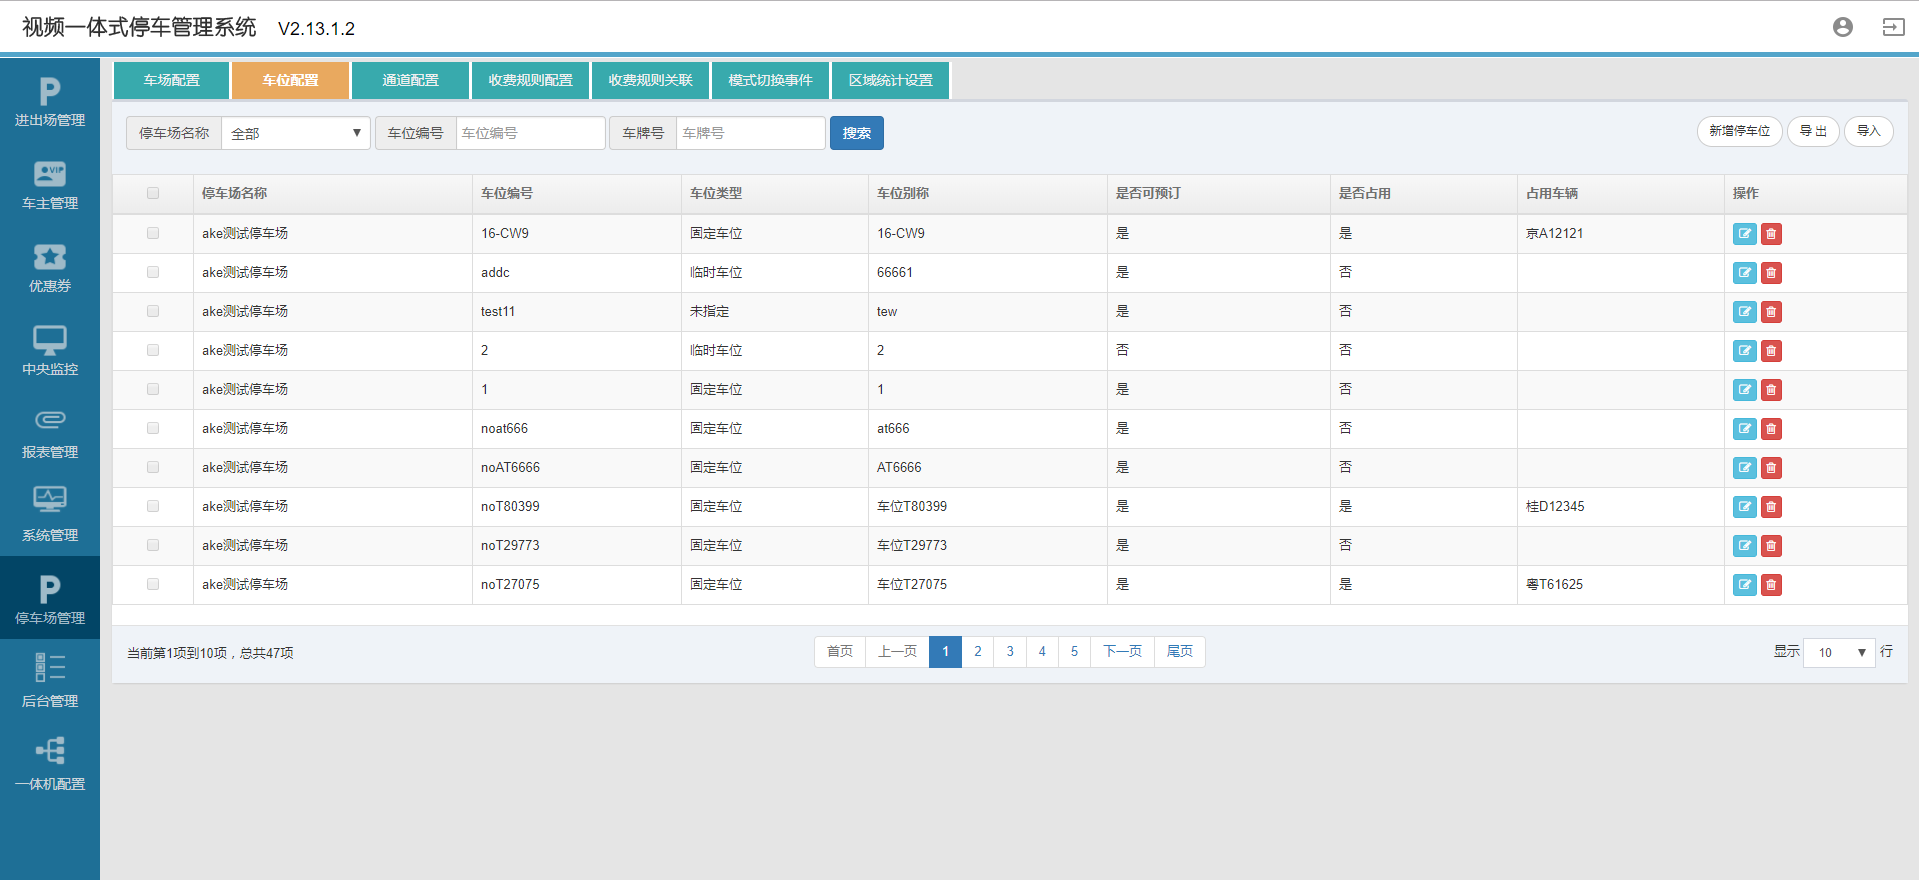 视频一体式停车管理系统 V2.13.1.2
进出场管理
车主管理
优惠券
中央监控
报表管理
系统管理
停车场管理
后台管理
一体机配置
车场配置 车位配置 通道配置 收费规则配置 收费规则关联 模式切换事件 区域统计设置
停车场名称 全部 车位编号 车位编号 车牌号 车牌号 搜索 新增停车位 导出 导入
停车场名称 车位编号 车位类型 车位别称 是否可预订 是否占用 占用车辆 操作
ake测试停车场 16-CW9 固定车位 16-CW9 是 是 京A12121
ake测试停车场 addc 临时车位 66661 是 否
ake测试停车场 test11 未指定 tew 是 否
ake测试停车场 2 临时车位 2 否 否
ake测试停车场 1 固定车位 1 是 否
ake测试停车场 noat666 固定车位 at666 是 否
ake测试停车场 noAT6666 固定车位 AT6666 是 否
ake测试停车场 noT80399 固定车位 车位T80399 是 是 桂D12345
ake测试停车场 noT29773 固定车位 车位T29773 是 否
ake测试停车场 noT27075 固定车位 车位T27075 是 是 粤T61625
当前第1项到10项，总共47项 首页 上一页 1 2 3 4 5 下一页 尾页 显示 10 行